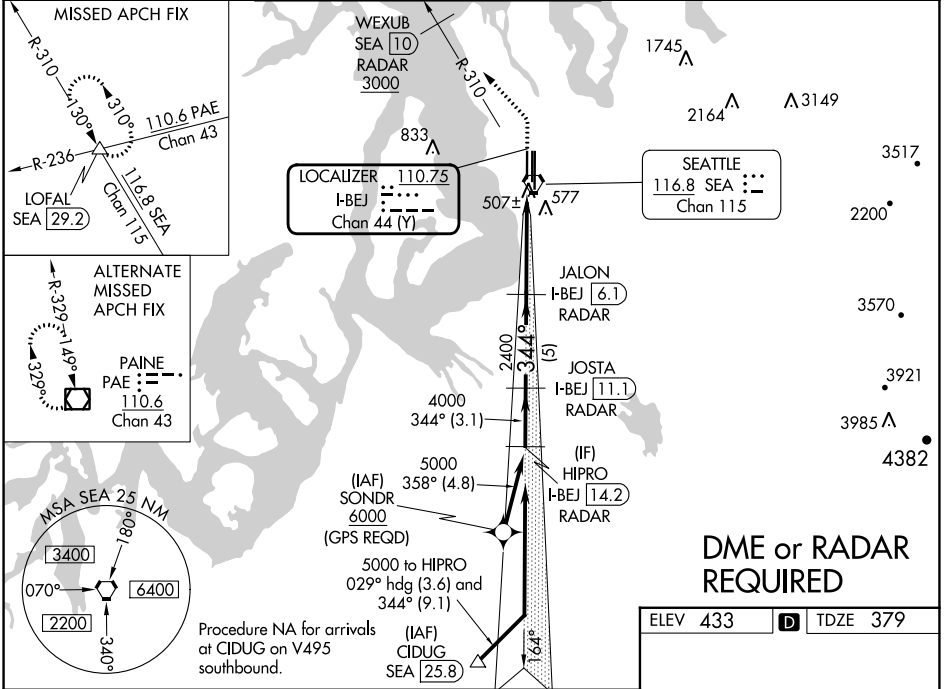 MISSED APCH FIX
R-310
130°
310°
110.6 PAE
Chan 43
R-236
LOFAL
SEA 29.2
116.8 SEA
Chan 115
ALTERNATE
MISSED
APCH FIX
R-329
149°
329°
PAINE
PAE
110.6
Chan 43
MSA SEA 25 NM
180°
3400
070°
6400
2200
340°
Procedure NA for arrivals
at CIDUG on V495
southbound.
WEXUB
SEA 10
RADAR
3000
R-310
833
LOCALIZER 110.75
I-BEJ
Chan 44 (Y)
507±
577
SEATTLE
116.8 SEA
Chan 115
1745
2164
3149
3517
2200
3570
3921
3985
4382
JALON
I-BEJ 6.1
RADAR
2400
344°
(5)
JOSTA
I-BEJ 11.1
RADAR
4000
344° (3.1)
(IF)
HIPRO
I-BEJ 14.2
RADAR
5000
358° (4.8)
(IAF)
SONDR
6000
(GPS REQD)
5000 to HIPRO
029° hdg (3.6) and
344° (9.1)
(IAF)
CIDUG
SEA 25.8
164°
DME or RADAR
REQUIRED
ELEV 433 D TDZE 379